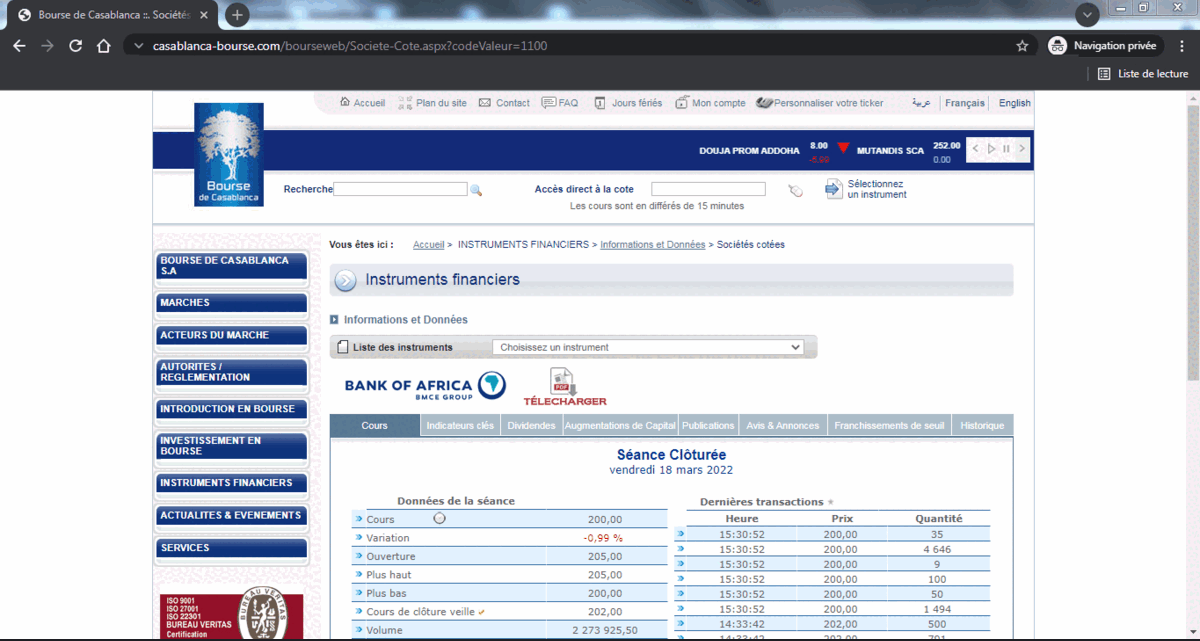 Bourse de Casablanca ::. Sociétés
casablanca-bourse.com/bourseweb/Societe-Cote.aspx?codeValeur=1100
Navigation privée
Liste de lecture
Accueil Plan du site Contact FAQ Jours fériés Mon compte Personnaliser votre ticker عربية Français English
DOUJA PROM ADDOHA 8.00 MUTANDIS SCA 252.00
0.00
Bourse
de Casablanca
Recherche Accès direct à la cote Sélectionnez
un instrument
Les cours sont en différés de 15 minutes
Vous êtes ici : Accueil > INSTRUMENTS FINANCIERS > Informations et Données > Sociétés cotées
BOURSE DE CASABLANCA
S.A
MARCHES
ACTEURS DU MARCHE
AUTORITES /
REGLEMENTATION
INTRODUCTION EN BOURSE
INVESTISSEMENT EN
BOURSE
INSTRUMENTS FINANCIERS
ACTUALITES & EVENEMENTS
SERVICES
ISO 9001
ISO 27001
ISO 22301
BUREAU VERITAS
Certification
BUREAU VERITAS
Instruments financiers
Informations et Données
Liste des instruments Choisissez un instrument
BANK OF AFRICA
BMCE GROUP
PDF
TÉLECHARGER
Cours Indicateurs clés Dividendes Augmentations de Capital Publications Avis & Annonces Franchissements de seuil Historique
Séance Clôturée
vendredi 18 mars 2022
Données de la séance
Cours 200,00
Variation -0,99 %
Ouverture 205,00
Plus haut 205,00
Plus bas 200,00
Cours de clôture veille 202,00
Volume 2 273 925,50
Dernières transactions *
Heure Prix Quantité
15:30:52 200,00 35
15:30:52 200,00 4 646
15:30:52 200,00 9
15:30:52 200,00 100
15:30:52 200,00 50
15:30:52 200,00 1 494
14:33:42 202,00 500
14:33:42 202,00 791